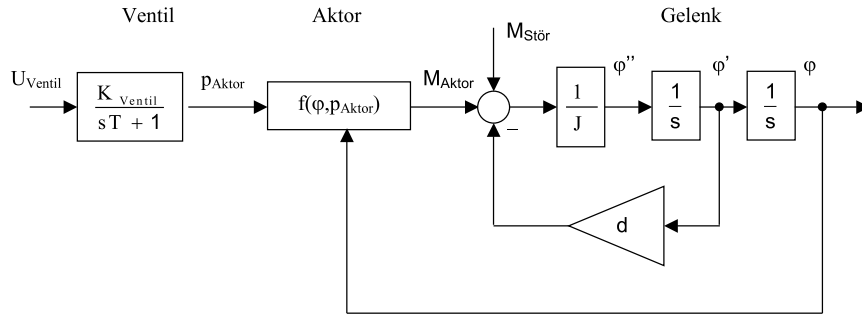 Ventil Aktor Gelenk
M_Stör
U_Ventil p_Aktor M_Aktor φ'' φ' φ
K_Ventil
sT + 1
f(φ,p_Aktor)
1
J
1
s
1
s
–
d